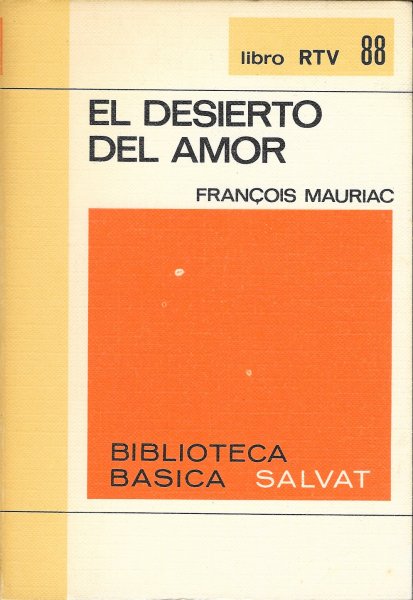 libro RTV 88
EL DESIERTO
DEL AMOR
FRANÇOIS MAURIAC
BIBLIOTECA
BASICA SALVAT